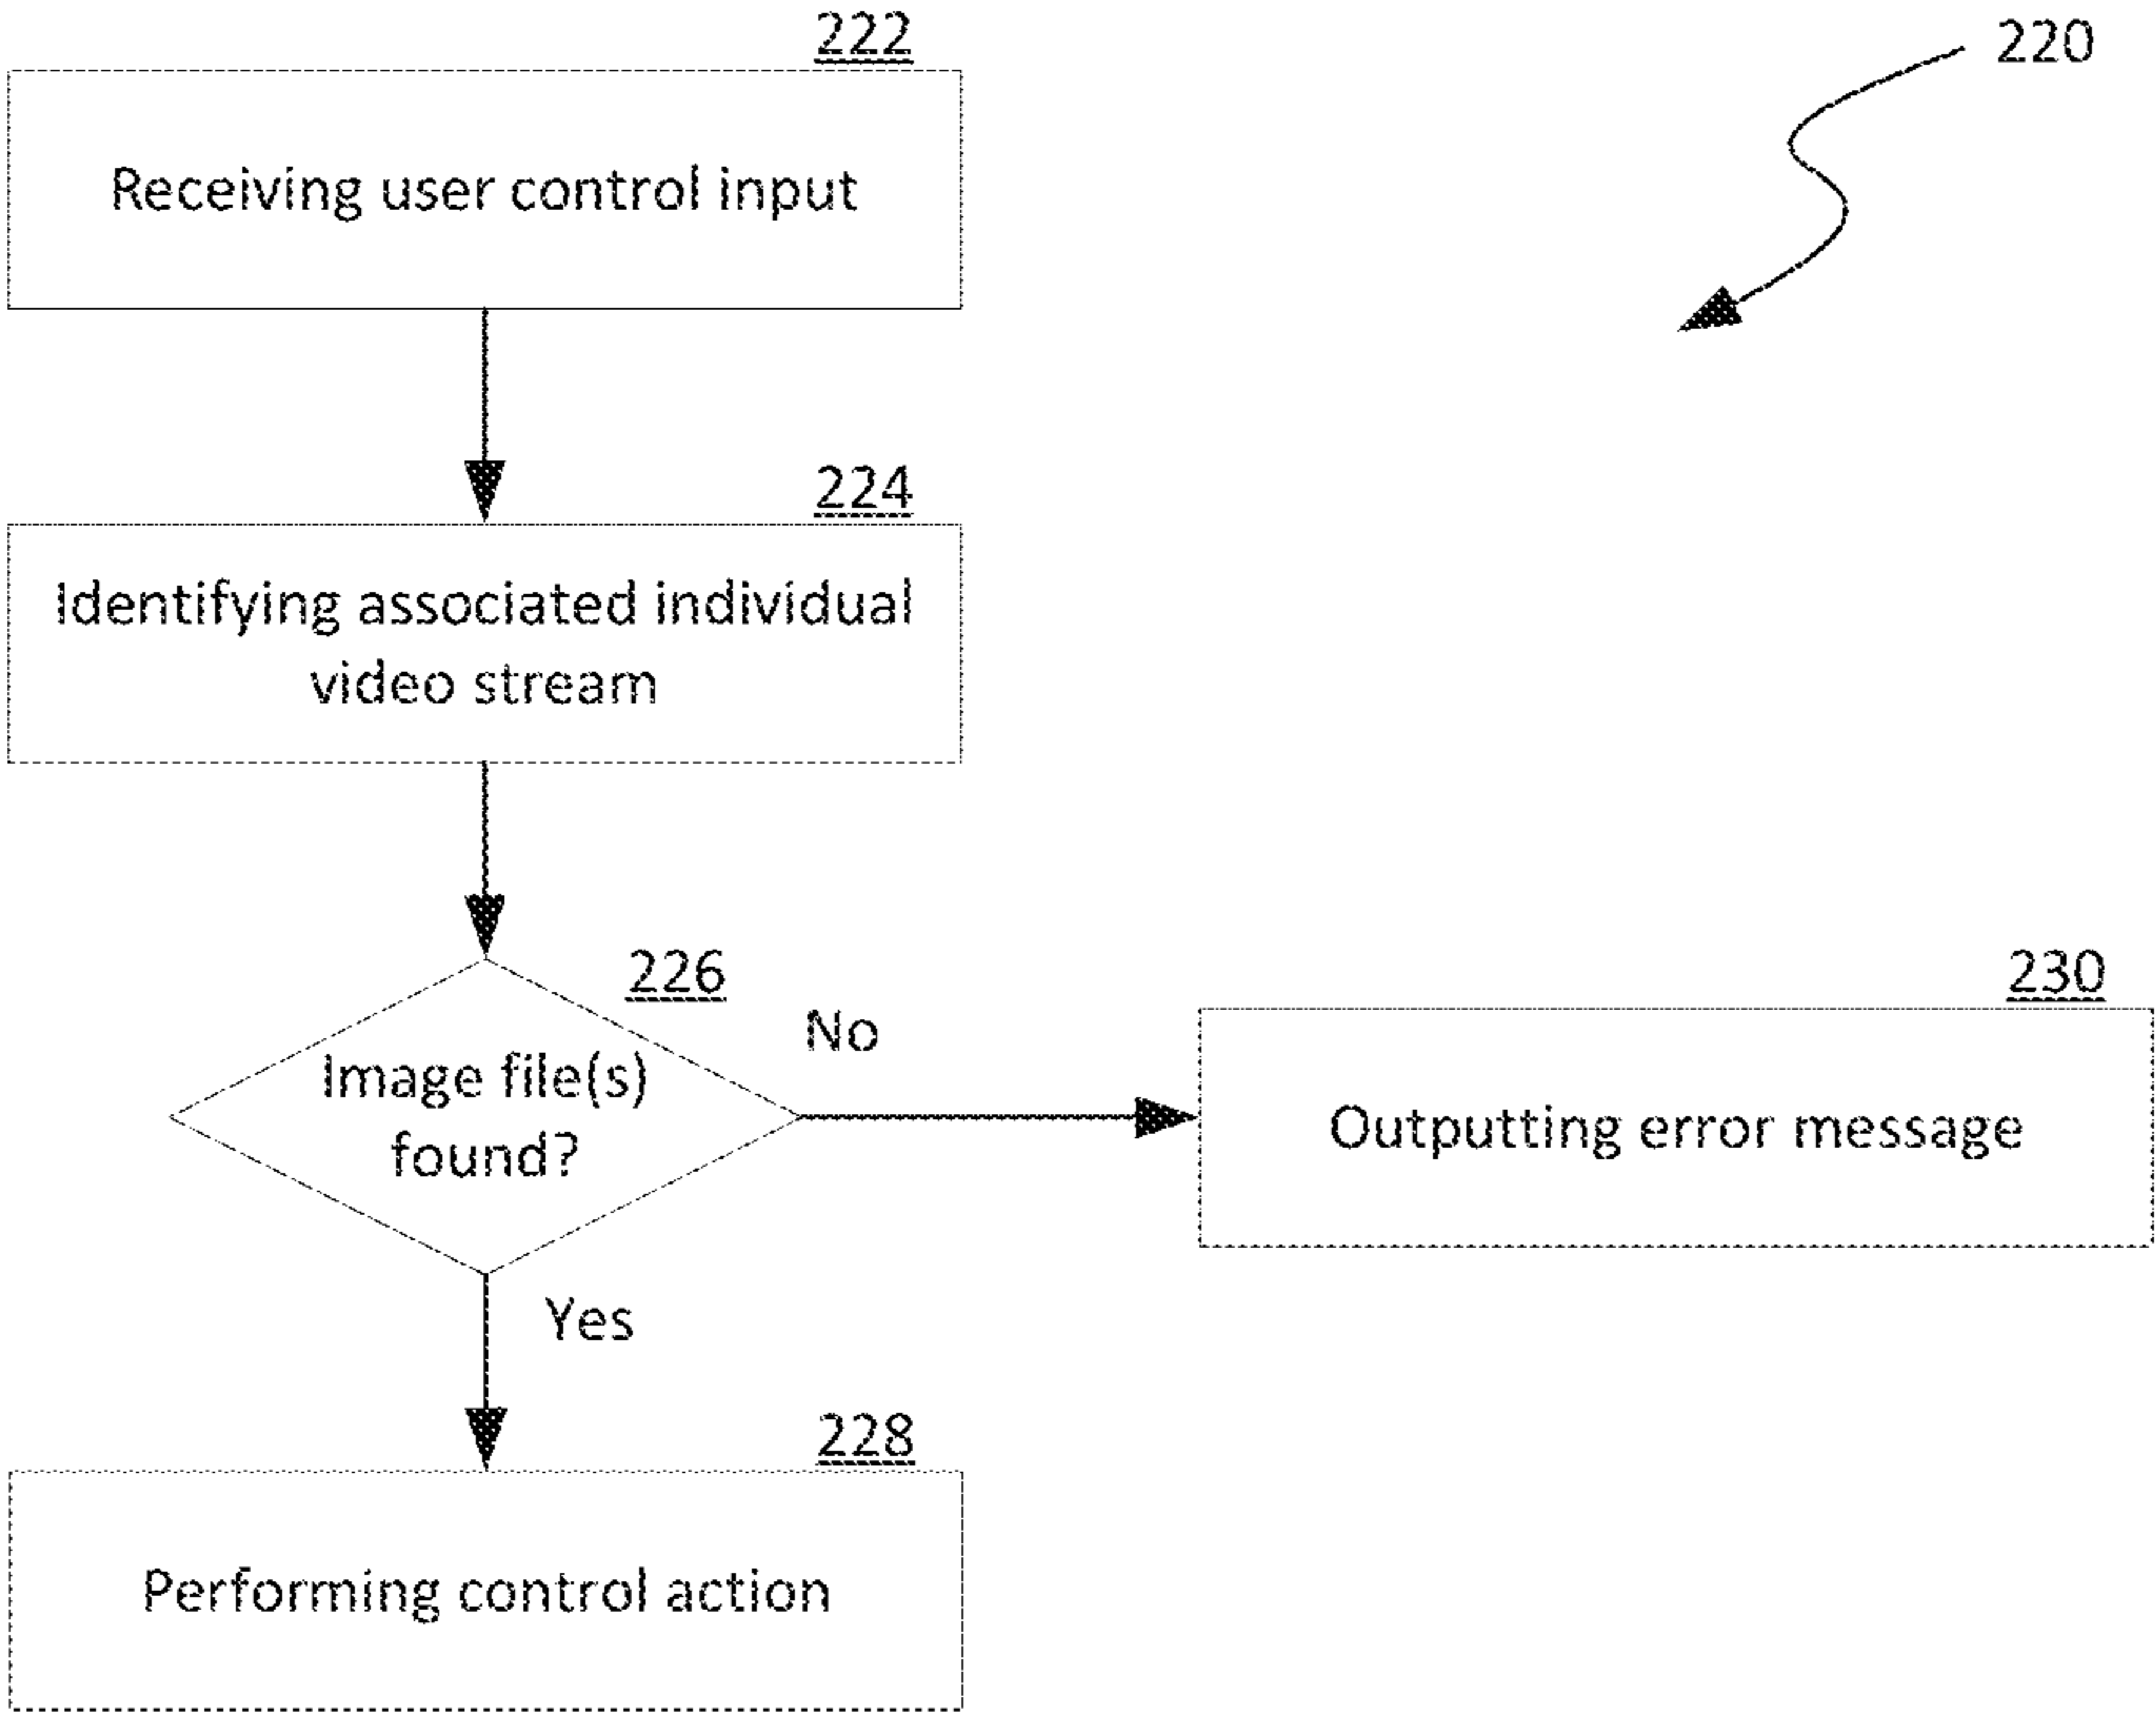 222
220
Receiving user control input
224
Identifying associated individual
video stream
226
No
230
Image file(s)
found?
Outputting error message
Yes
228
Performing control action